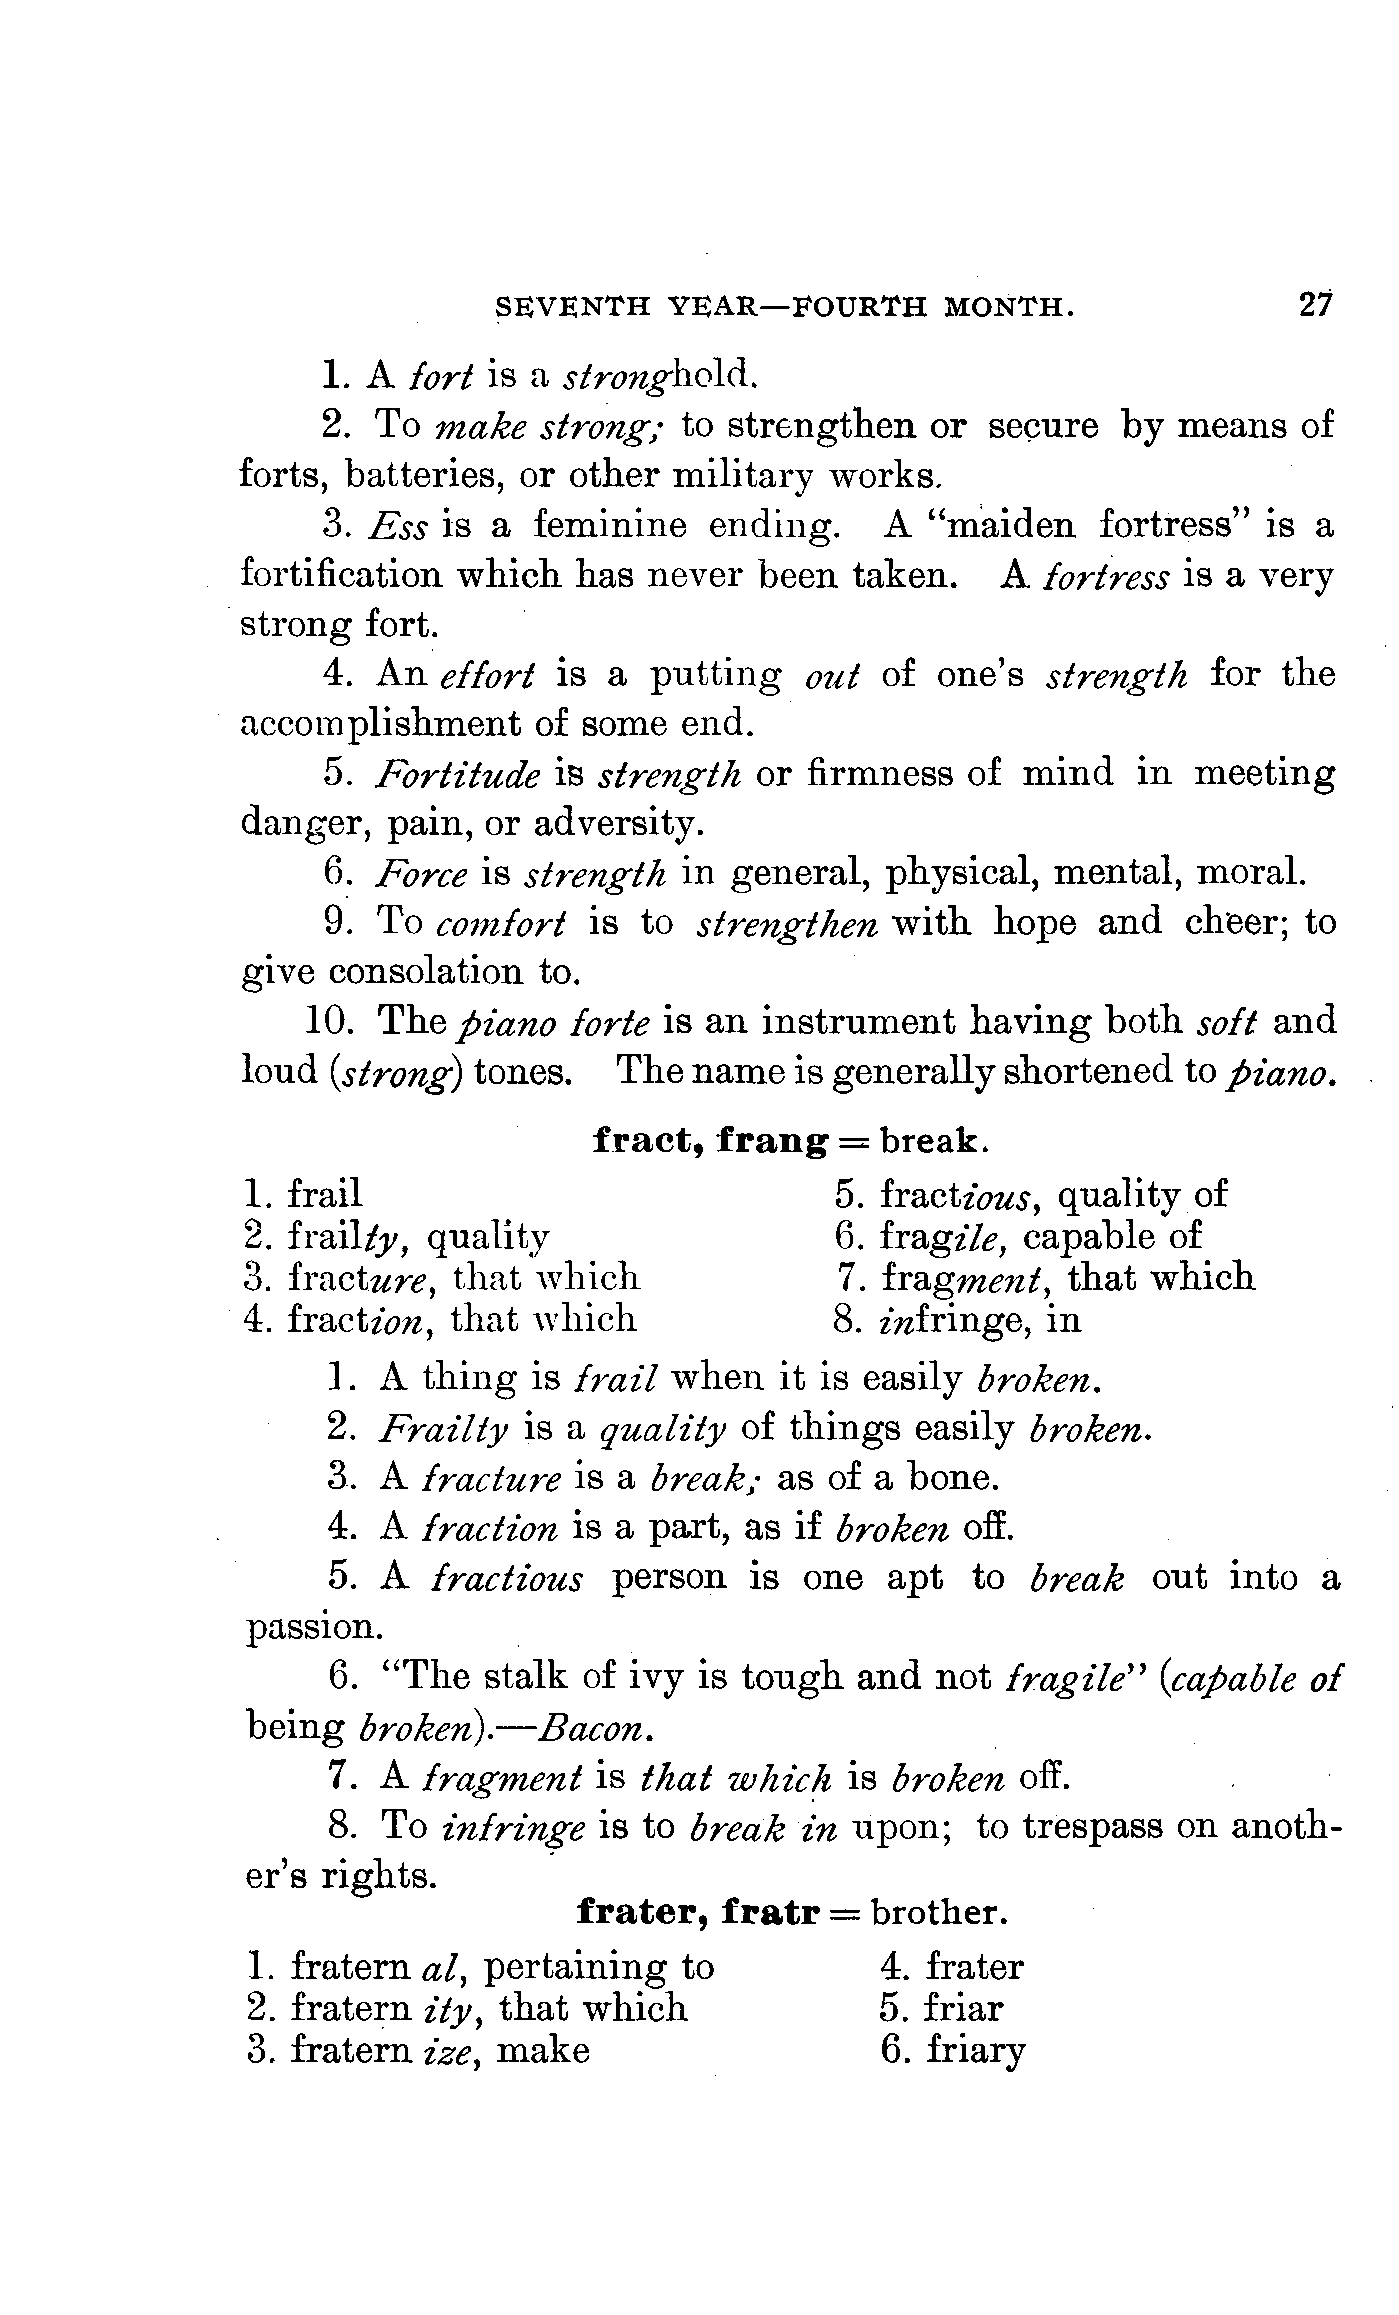 SEVENTH YEAR—FOURTH MONTH. 27
1. A fort is a stronghold.
2. To make strong; to strengthen or secure by means of
forts, batteries, or other military works.
3. Ess is a feminine ending. A “maiden fortress” is a
fortification which has never been taken. A fortress is a very
strong fort.
4. An effort is a putting out of one's strength for the
accomplishment of some end.
5. Fortitude is strength or firmness of mind in meeting
danger, pain, or adversity.
6. Force is strength in general, physical, mental, moral.
9. To comfort is to strengthen with hope and cheer; to
give consolation to.
10. The piano forte is an instrument having both soft and
loud (strong) tones. The name is generally shortened to piano.
fract, frang = break.
1. frail
2. frailty, quality
3. fracture, that which
4. fraction, that which
5. fractious, quality of
6. fragile, capable of
7. fragment, that which
8. infringe, in
1. A thing is frail when it is easily broken.
2. Frailty is a quality of things easily broken.
3. A fracture is a break; as of a bone.
4. A fraction is a part, as if broken off.
5. A fractious person is one apt to break out into a
passion.
6. “The stalk of ivy is tough and not fragile” (capable of
being broken).—Bacon.
7. A fragment is that which is broken off.
8. To infringe is to break in upon; to trespass on anoth-
er's rights.
frater, fratr = brother.
1. fratern al, pertaining to
2. fratern ity, that which
3. fratern ize, make
4. frater
5. friar
6. friary